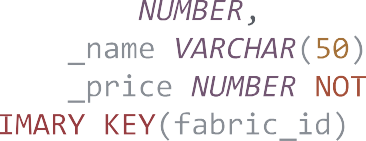 NUMBER,
_name VARCHAR(50)
_price NUMBER NOT
IMARY KEY(fabric_id)